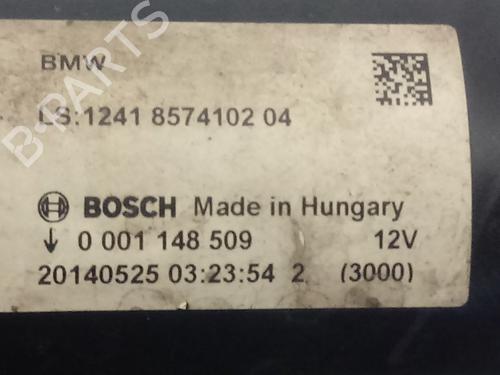 BMW
LS:1241 8574102 04
BOSCH Made in Hungary
0 001 148 509 12V
20140525 03:23:54 2 (3000)
B-PARTS